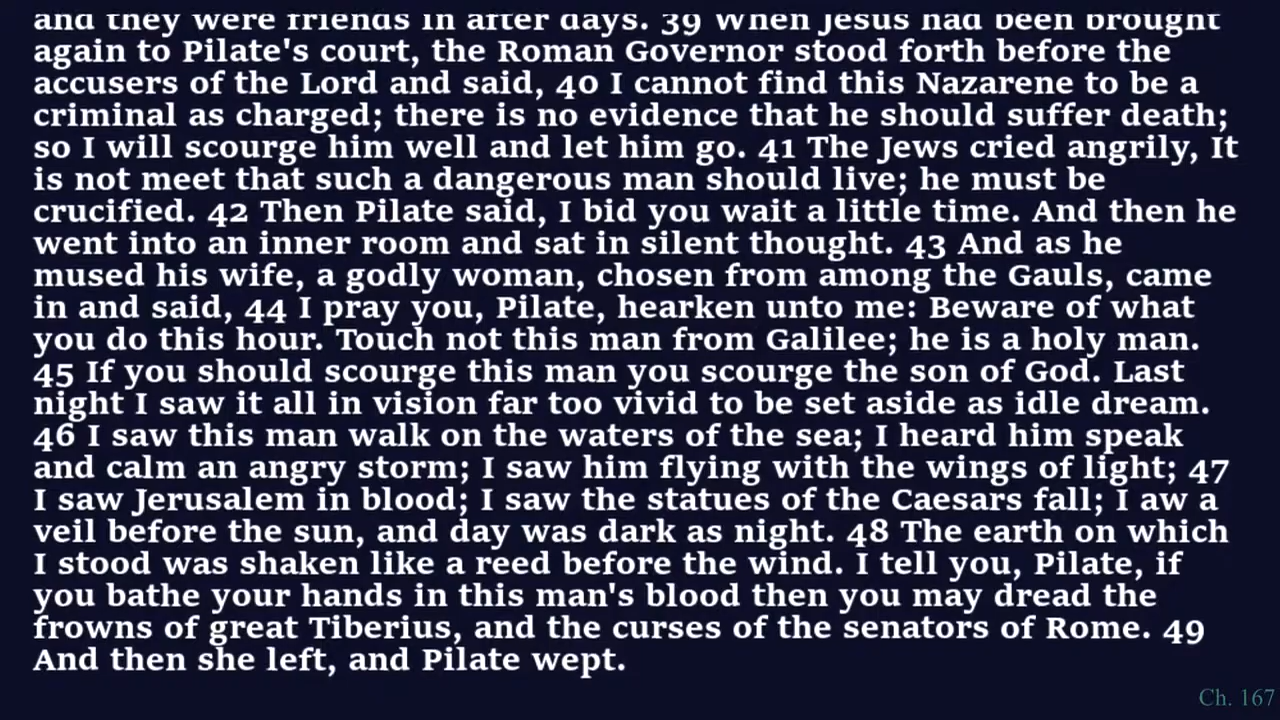 and they were friends in after days. 39 When Jesus had been brought
again to Pilate's court, the Roman Governor stood forth before the
accusers of the Lord and said, 40 I cannot find this Nazarene to be a
criminal as charged; there is no evidence that he should suffer death;
so I will scourge him well and let him go. 41 The Jews cried angrily, It
is not meet that such a dangerous man should live; he must be
crucified. 42 Then Pilate said, I bid you wait a little time. And then he
went into an inner room and sat in silent thought. 43 And as he
mused his wife, a godly woman, chosen from among the Gauls, came
in and said, 44 I pray you, Pilate, hearken unto me: Beware of what
you do this hour. Touch not this man from Galilee; he is a holy man.
45 If you should scourge this man you scourge the son of God. Last
night I saw it all in vision far too vivid to be set aside as idle dream.
46 I saw this man walk on the waters of the sea; I heard him speak
and calm an angry storm; I saw him flying with the wings of light; 47
I saw Jerusalem in blood; I saw the statues of the Caesars fall; I aw a
veil before the sun, and day was dark as night. 48 The earth on which
I stood was shaken like a reed before the wind. I tell you, Pilate, if
you bathe your hands in this man's blood then you may dread the
frowns of great Tiberius, and the curses of the senators of Rome. 49
And then she left, and Pilate wept.
Ch. 167